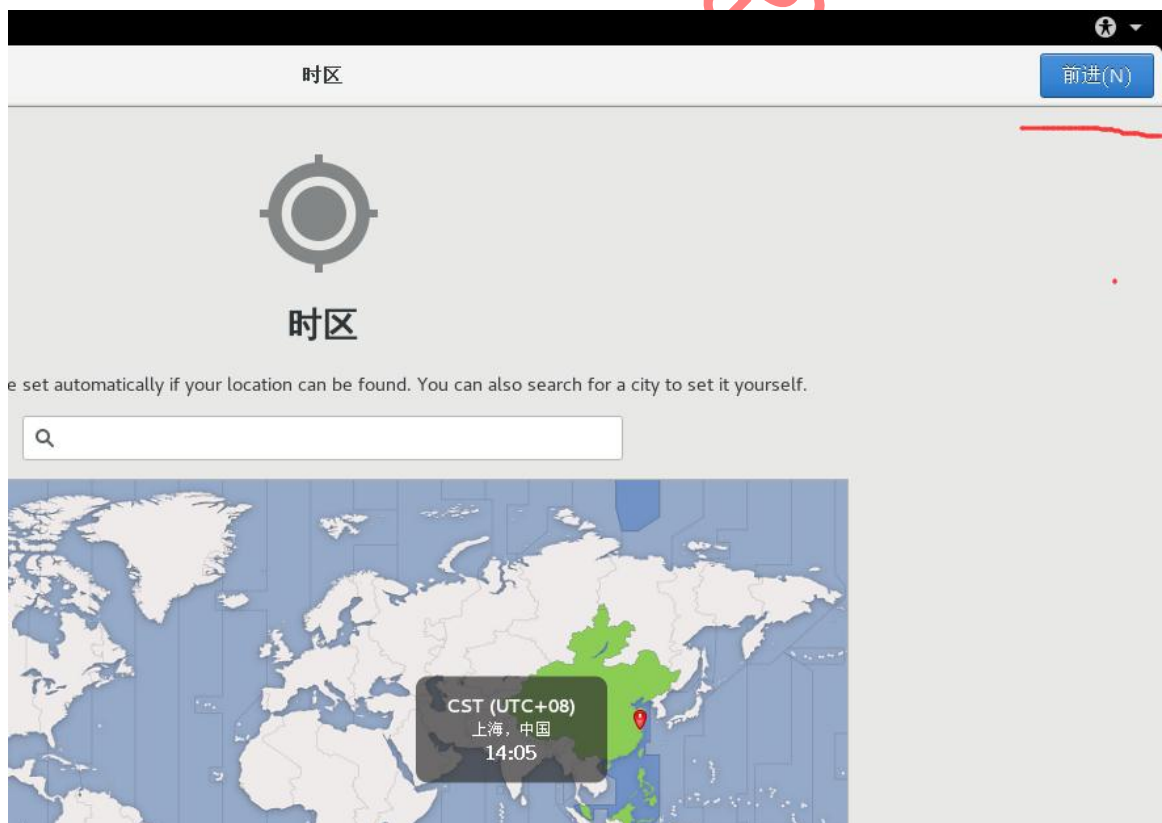 时区
前进(N)
时区
e set automatically if your location can be found. You can also search for a city to set it yourself.
CST (UTC+08)
上海，中国
14:05